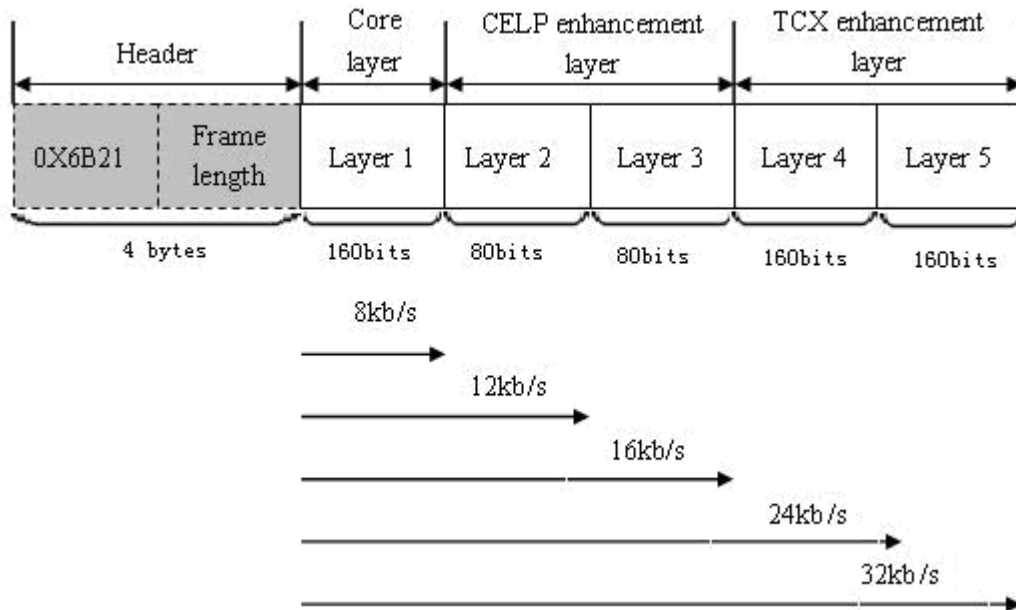 Header
Core
layer
CELP enhancement
layer
TCX enhancement
layer
0X6B21
Frame
length
Layer 1
Layer 2
Layer 3
Layer 4
Layer 5
4 bytes
160bits
80bits
80bits
160bits
160bits
8kb/s
12kb/s
16kb/s
24kb/s
32kb/s